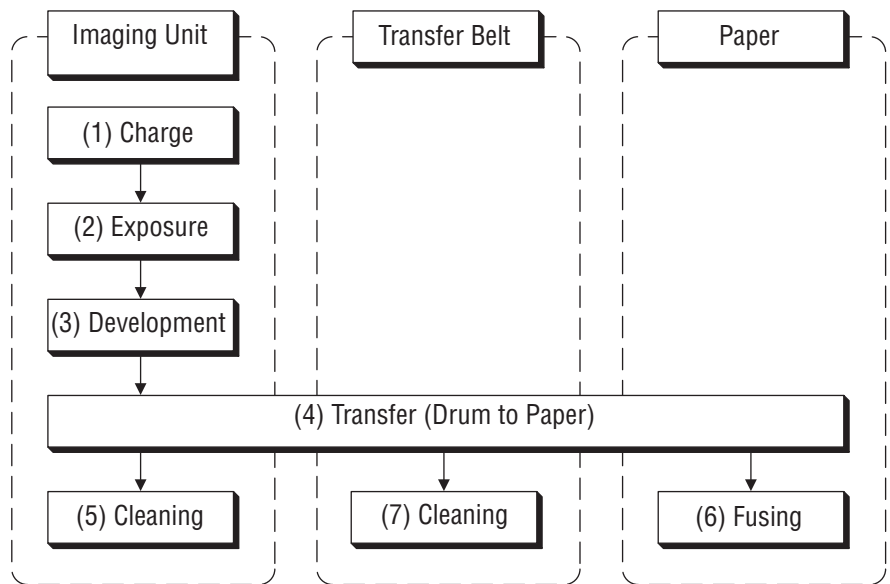 Imaging Unit
Transfer Belt
Paper
(1) Charge
(2) Exposure
(3) Development
(4) Transfer (Drum to Paper)
(5) Cleaning
(7) Cleaning
(6) Fusing